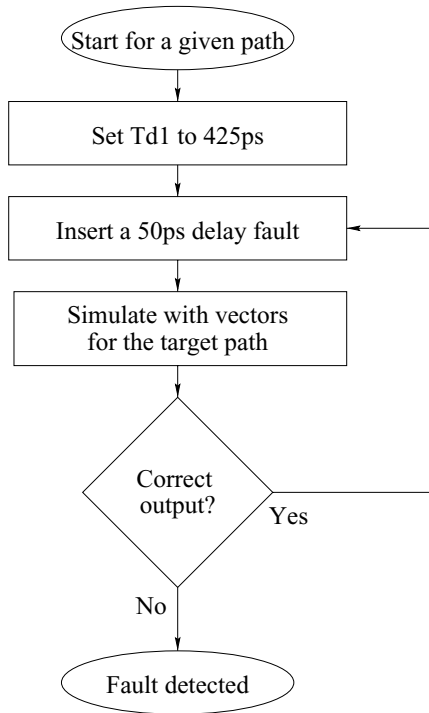 Start for a given path
Set Td1 to 425ps
Insert a 50ps delay fault
Simulate with vectors
for the target path
Correct
output?
Yes
No
Fault detected